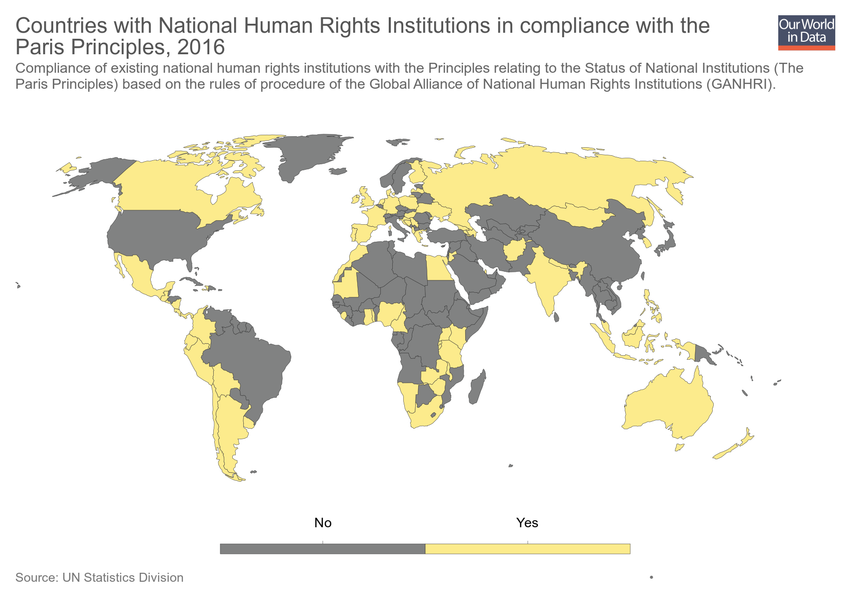 Countries with National Human Rights Institutions in compliance with the
Paris Principles, 2016
Our World
in Data
Compliance of existing national human rights institutions with the Principles relating to the Status of National Institutions (The
Paris Principles) based on the rules of procedure of the Global Alliance of National Human Rights Institutions (GANHRI).
No
Yes
Source: UN Statistics Division